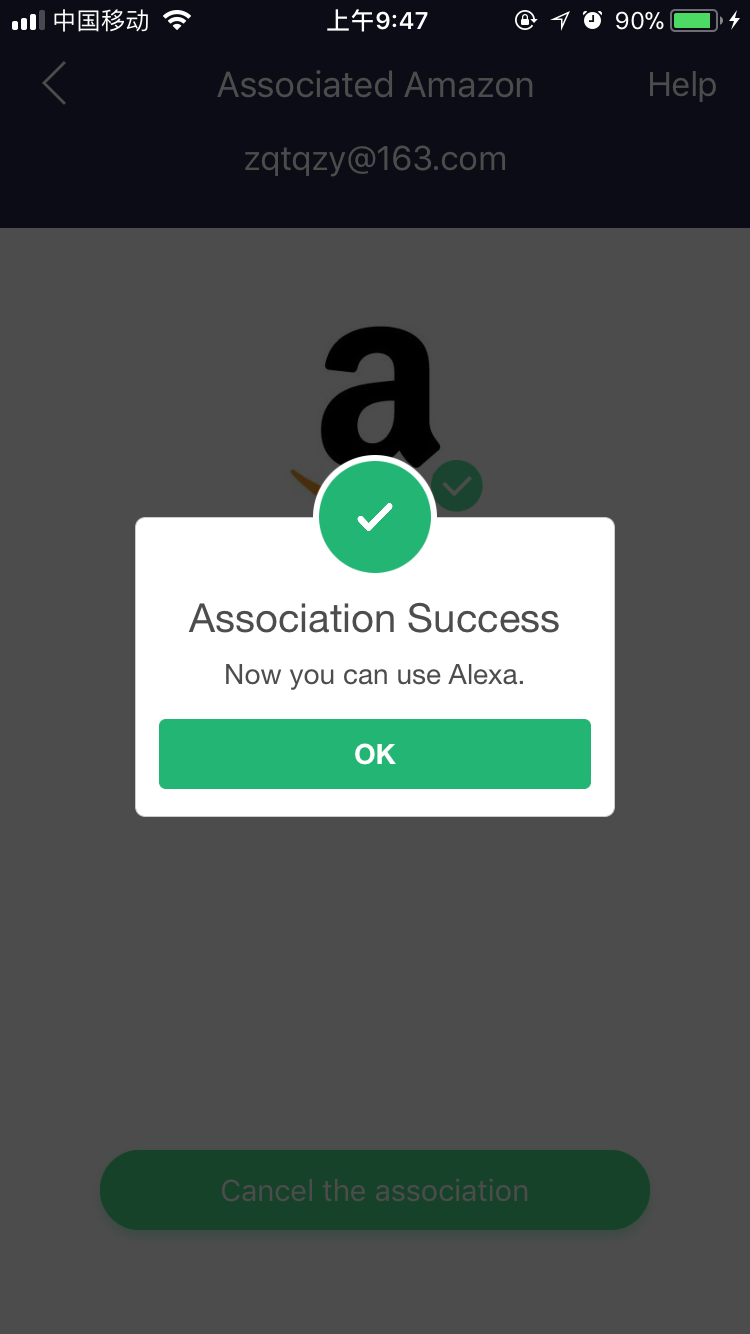 中国移动 上午9:47 90%
Associated Amazon Help
zqtqzy@163.com
a
Association Success
Now you can use Alexa.
OK
Cancel the association